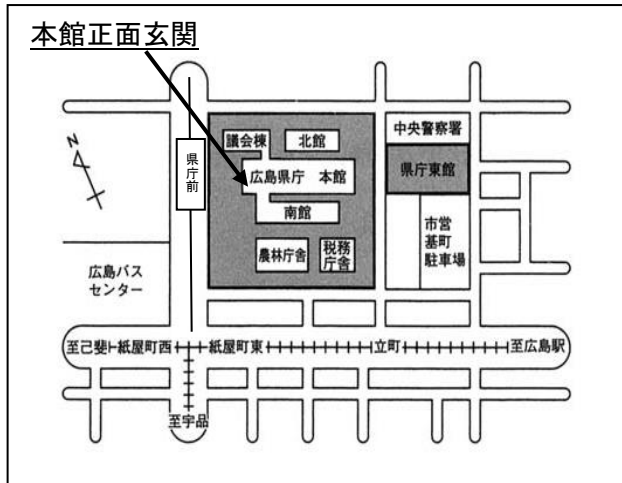 本館正面玄関
N
県庁前
議会棟
北館
広島県庁 本館
南館
農林庁舎
税務
庁舎
中央警察署
県庁東館
市営
基町
駐車場
広島バス
センター
至己斐
紙屋町西
紙屋町東
立町
至広島駅
至宇品